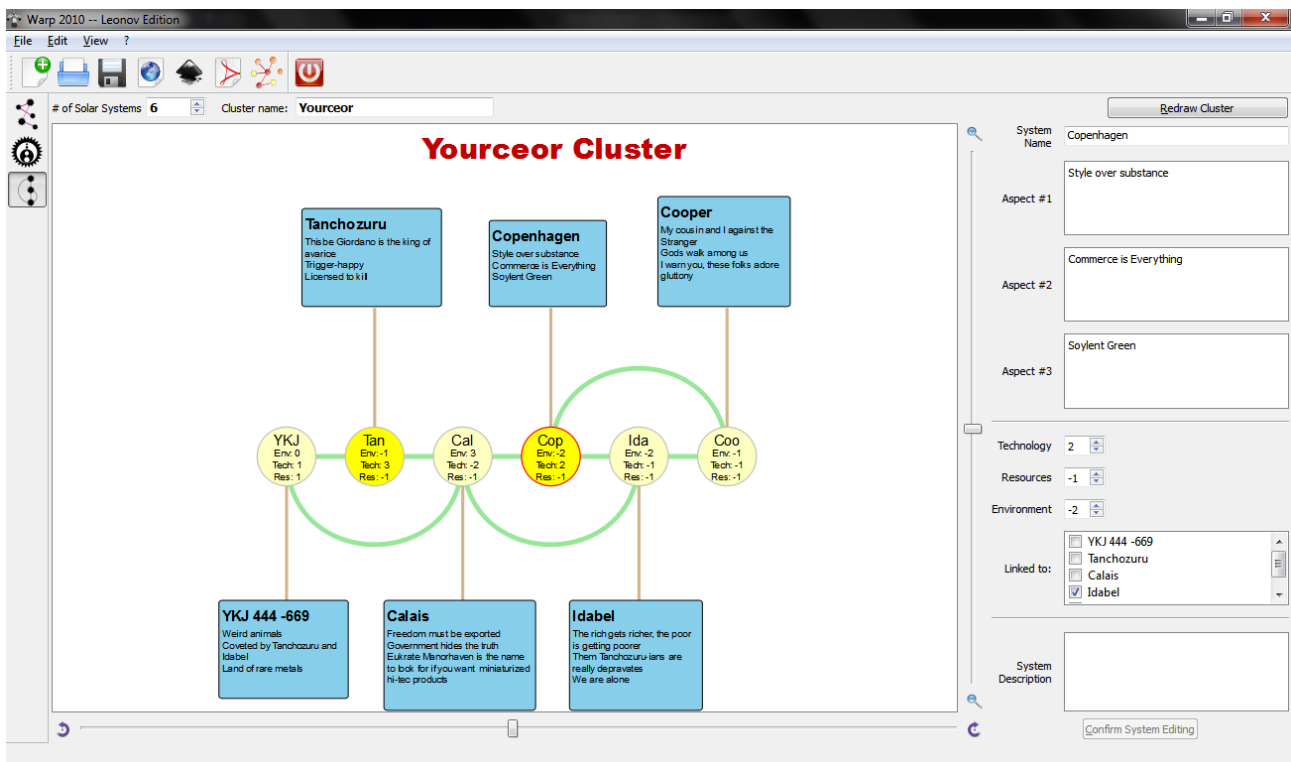 Warp 2010 -- Leonov Edition
File Edit View ?
# of Solar Systems 6 Cluster name: Yourceor
Redraw Cluster
Yourceor Cluster
Tanchozuru
This be Giordano is the king of
avarice
Trigger-happy
Licensed to kill
Copenhagen
Style over substance
Commerce is Everything
Soylent Green
Cooper
My cousin and I against the
Stranger
Gods walk among us
I warn you, these folks adore
gluttony
YKJ
Env: 0
Tech: 1
Res: 1
Tan
Env: -1
Tech: 3
Res: -1
Cal
Env: 3
Tech: -2
Res: -1
Cop
Env: -2
Tech: 2
Res: -1
Ida
Env: -2
Tech: -1
Res: -1
Coo
Env: -1
Tech: -1
Res: -1
YKJ 444 -669
Weird animals
Coveted by Tanchozuru and
Idabel
Land of rare metals
Calais
Freedom must be exported
Government hides the truth
Eukrate Manorhaven is the name
to look for if you want miniaturized
hi-tec products
Idabel
The rich gets richer, the poor
is getting poorer
Them Tanchozuru-ians are
really depravates
We are alone
System
Name
Copenhagen
Aspect #1
Style over substance
Aspect #2
Commerce is Everything
Aspect #3
Soylent Green
Technology 2
Resources -1
Environment -2
Linked to:
YKJ 444 -669
Tanchozuru
Calais
Idabel
System
Description
Confirm System Editing